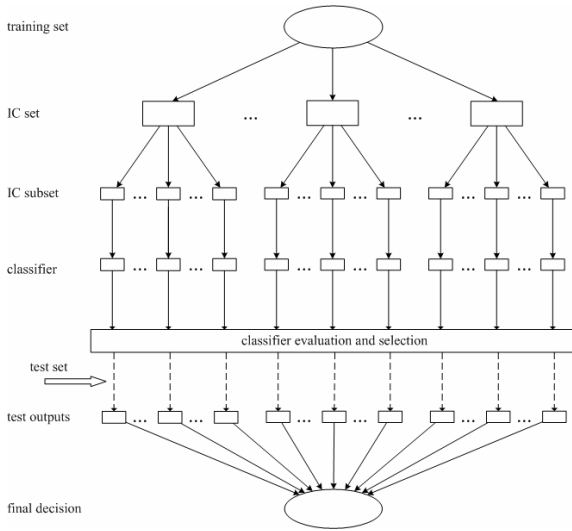 training set
IC set
... ...
IC subset
... ... ... ... ... ...
classifier
... ... ... ... ... ...
classifier evaluation and selection
test set
test outputs
... ... ... ... ... ...
final decision